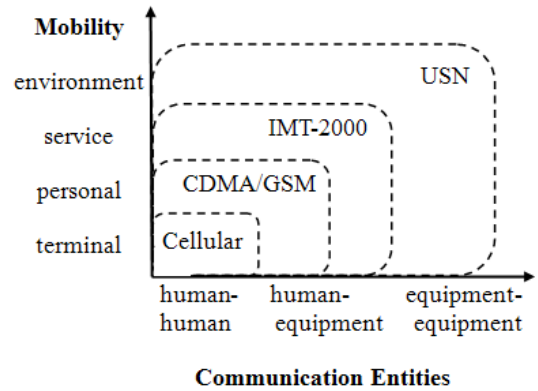 Mobility
environment
USN
service
IMT-2000
personal
CDMA/GSM
terminal
Cellular
human-
human
human-
equipment
equipment-
equipment
Communication Entities